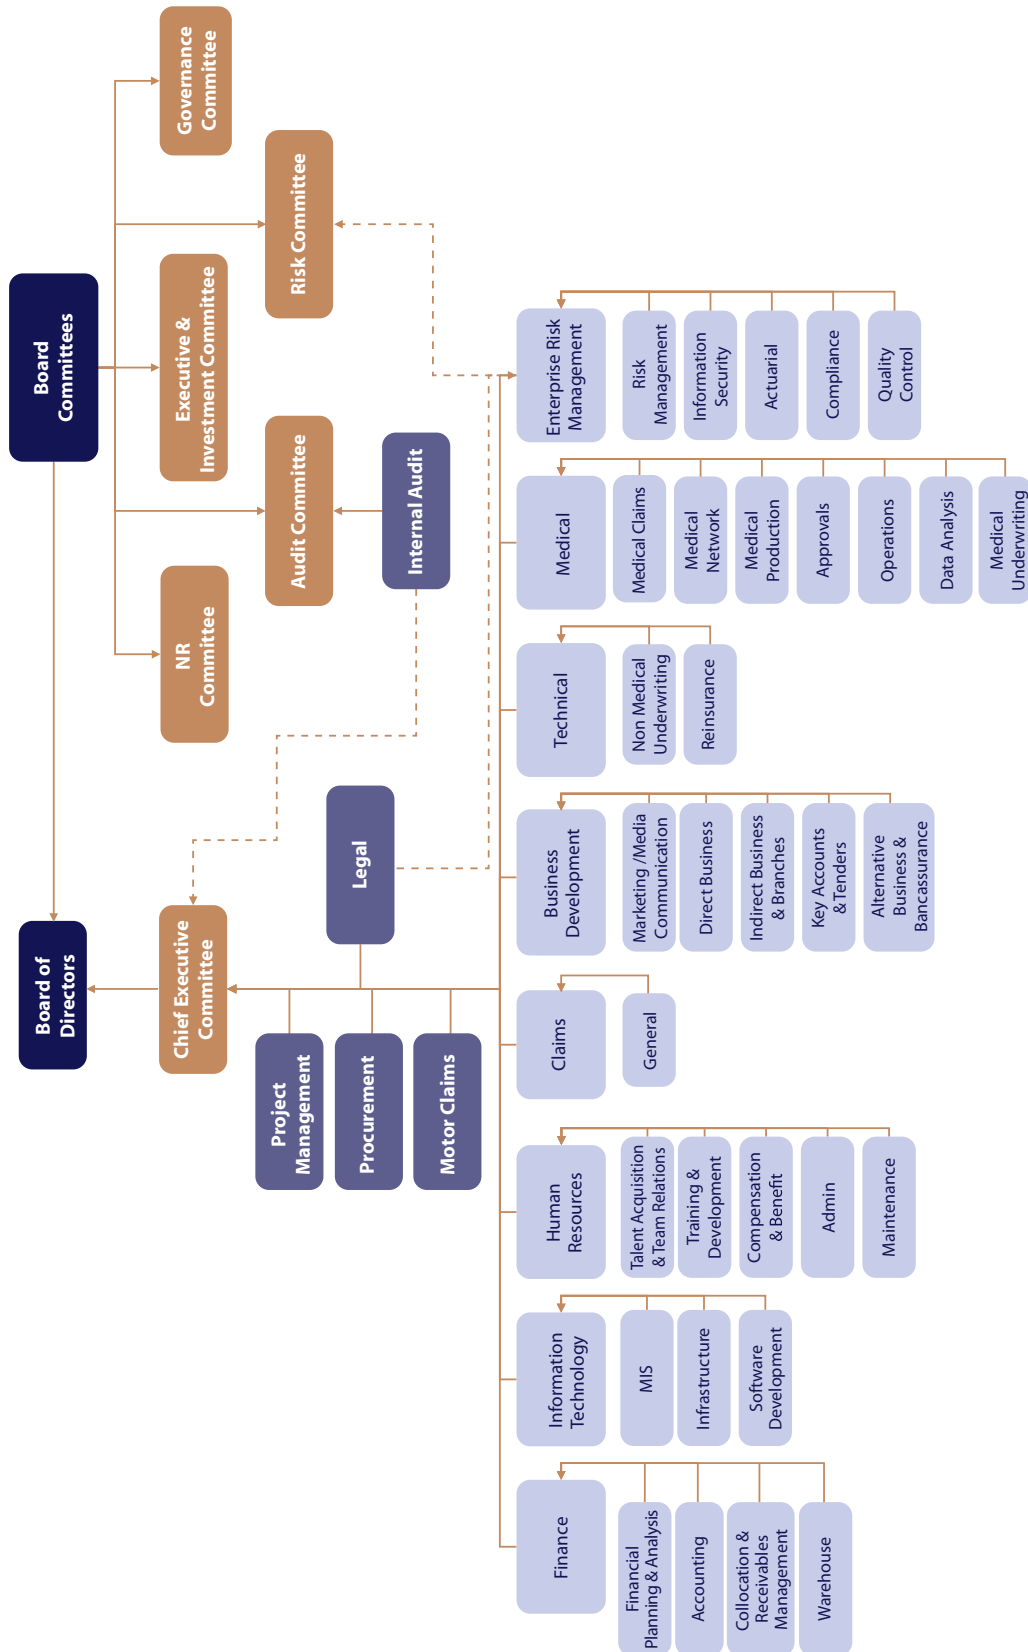 Board of
Directors
Board
Committees
Chief Executive
Committee
NR
Committee
Executive &
Investment Committee
Governance
Committee
Audit Committee
Risk Committee
Project
Management
Procurement
Motor Claims
Legal
Internal Audit
Finance
Financial
Planning & Analysis
Accounting
Collocation &
Receivables
Management
Warehouse
Information
Technology
MIS
Infrastructure
Software
Development
Human
Resources
Talent Acquisition
& Team Relations
Training &
Development
Compensation
& Benefit
Admin
Maintenance
Claims
General
Business
Development
Marketing /Media
Communication
Direct Business
Indirect Business
& Branches
Key Accounts
& Tenders
Alternative
Business &
Bancassurance
Technical
Non Medical
Underwriting
Reinsurance
Medical
Medical Claims
Medical
Network
Medical
Production
Approvals
Operations
Data Analysis
Medical
Underwriting
Enterprise Risk
Management
Risk
Management
Information
Security
Actuarial
Compliance
Quality
Control